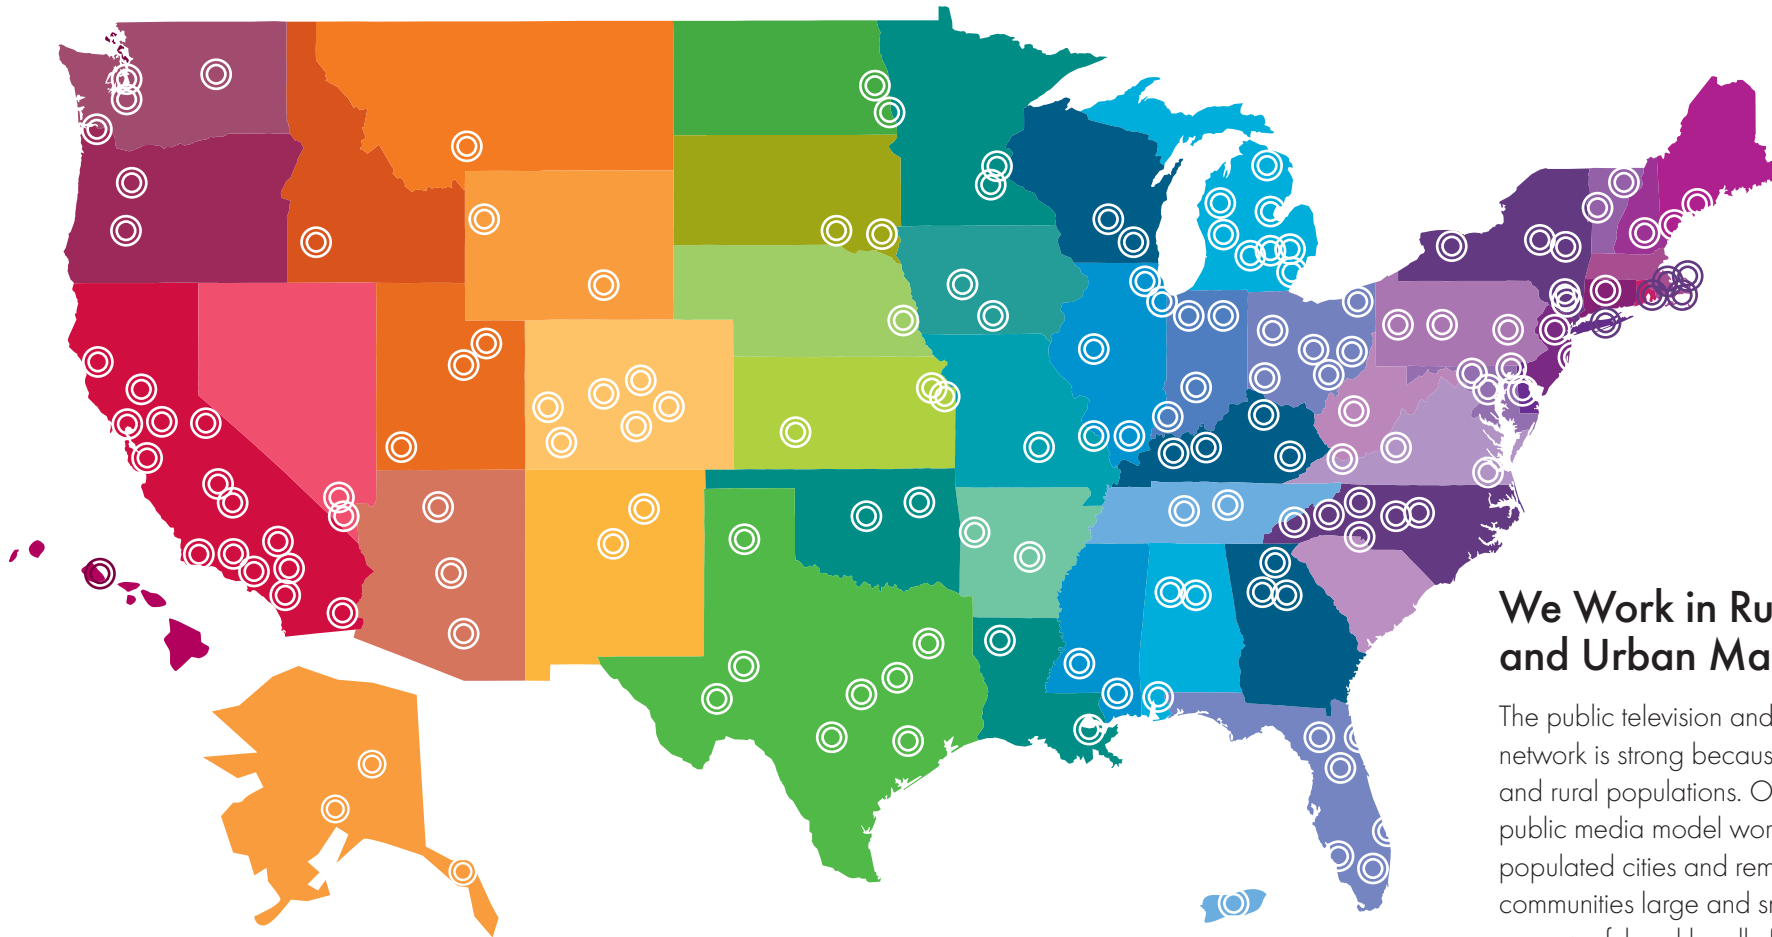 We Work in Ru
and Urban Ma
The public television and
network is strong becaus
and rural populations. O
public media model wor
populated cities and rem
communities large and sm